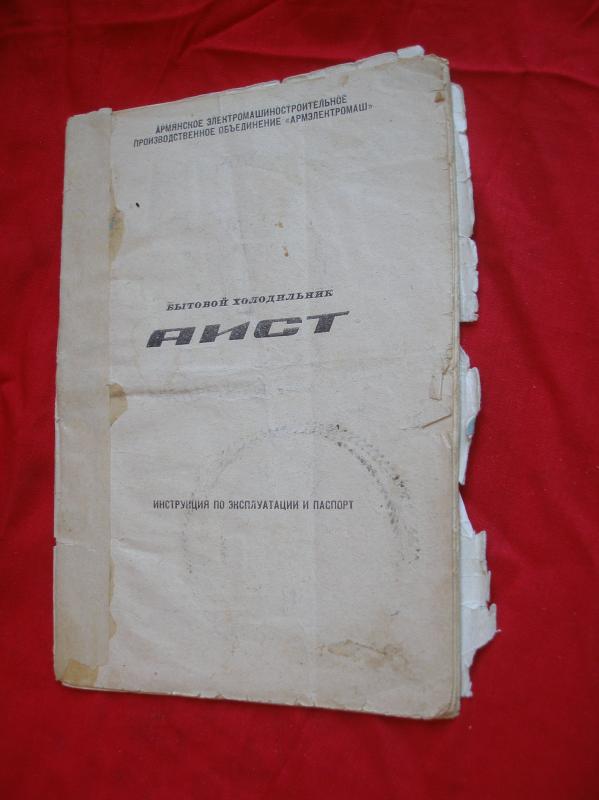 АРМЯНСКОЕ ЭЛЕКТРОМАШИНОСТРОИТЕЛЬНОЕ
ПРОИЗВОДСТВЕННОЕ ОБЪЕДИНЕНИЕ «АРМЭЛЕКТРОМАШ»
БЫТОВОЙ ХОЛОДИЛЬНИК
АИСТ
ИНСТРУКЦИЯ ПО ЭКСПЛУАТАЦИИ И ПАСПОРТ